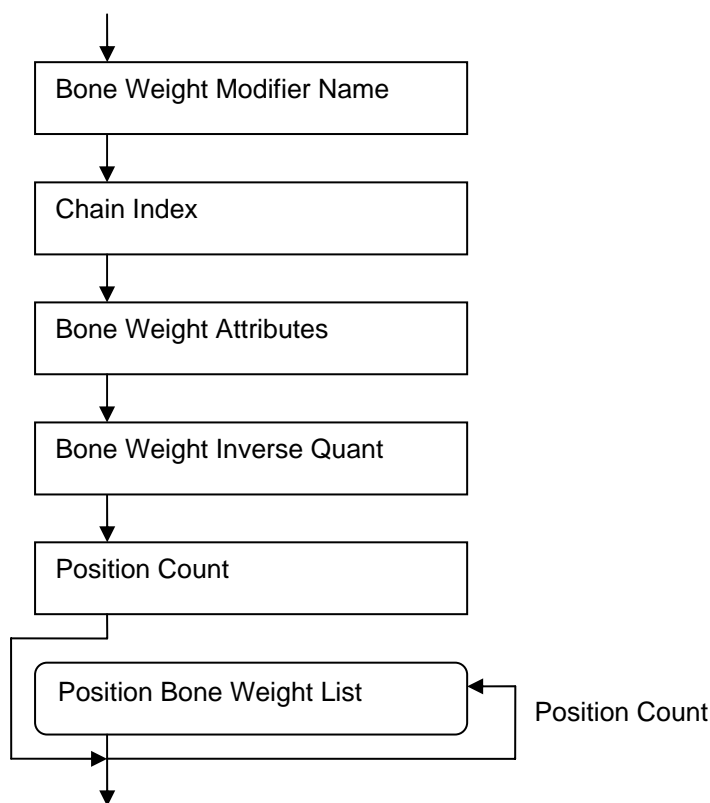 Bone Weight Modifier Name
Chain Index
Bone Weight Attributes
Bone Weight Inverse Quant
Position Count
Position Bone Weight List
Position Count